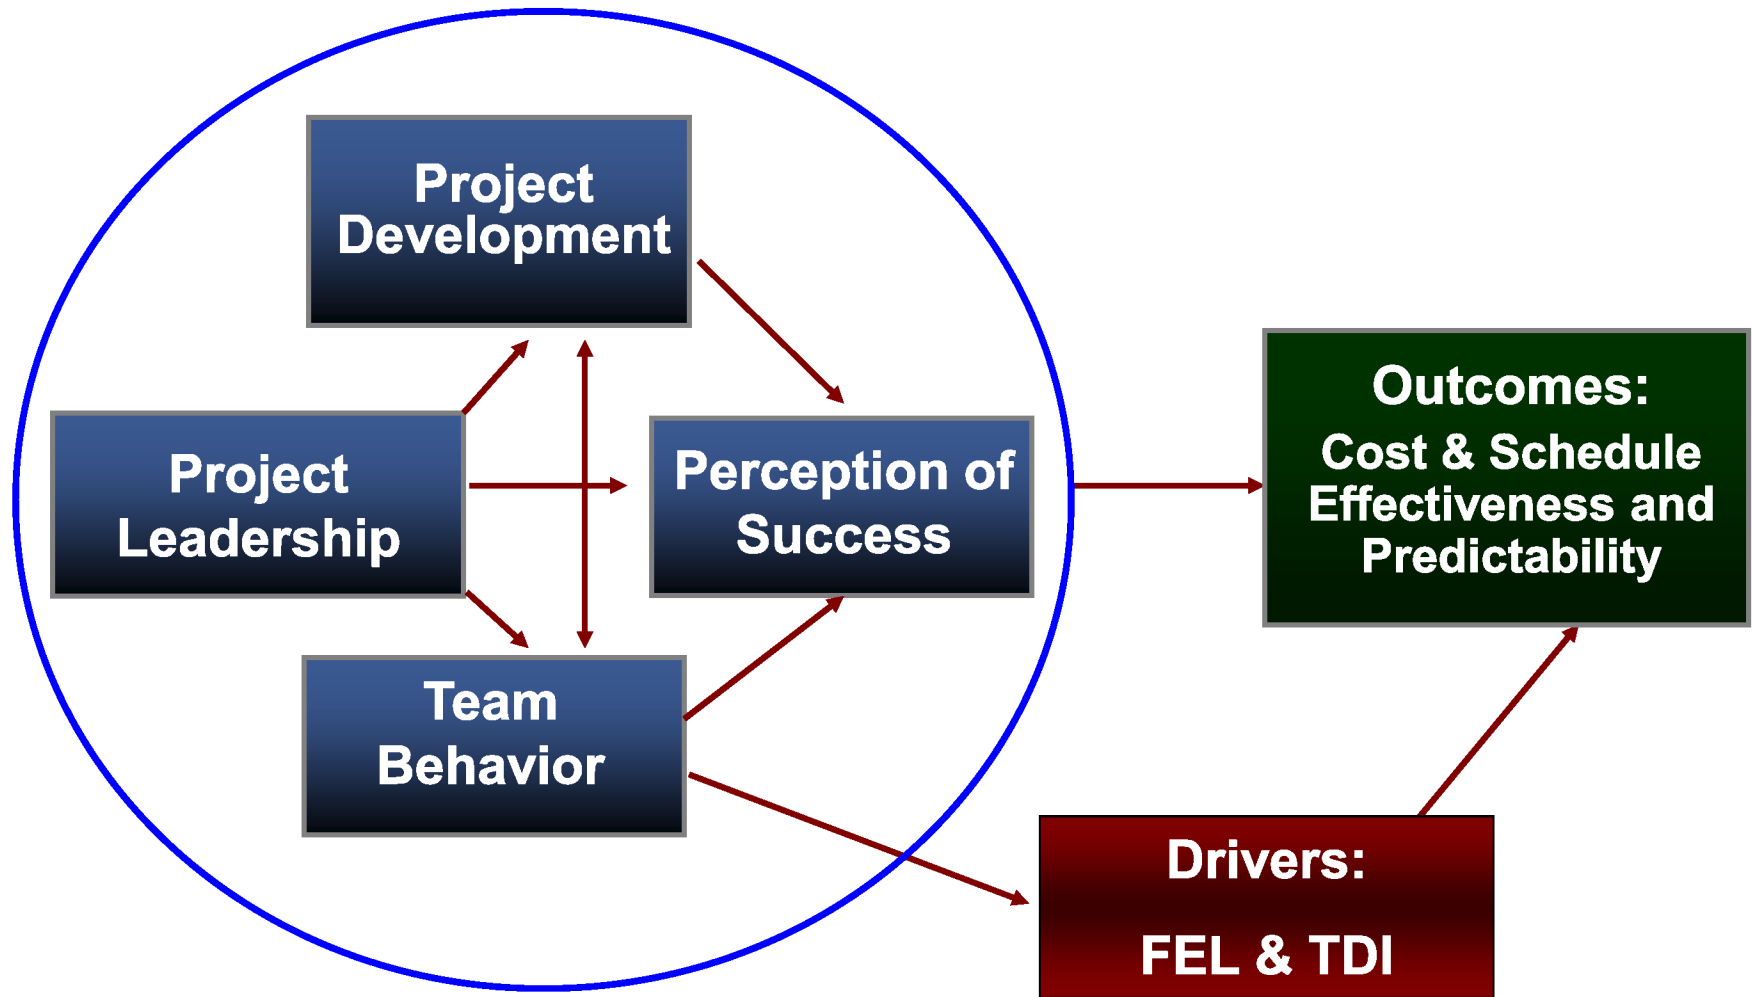 Project
Development
Project
Leadership
Perception of
Success
Team
Behavior
Outcomes:
Cost & Schedule
Effectiveness and
Predictability
Drivers:
FEL & TDI